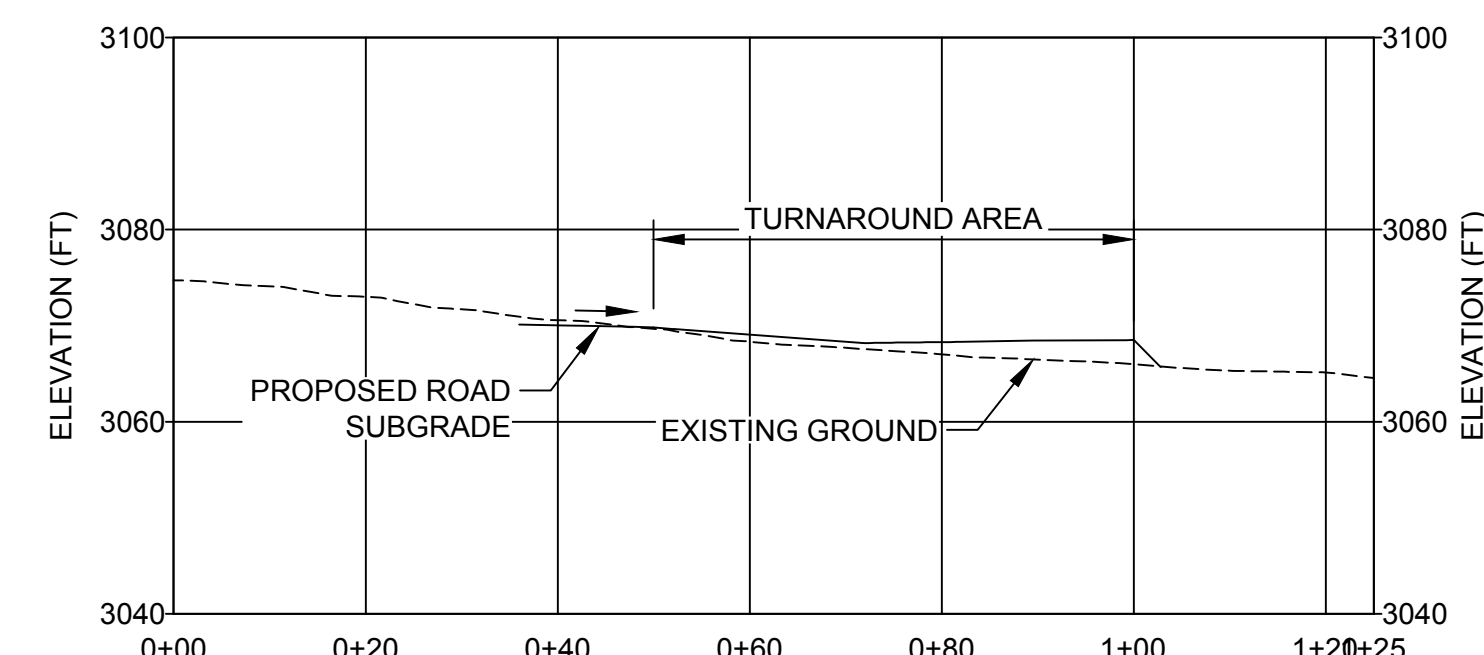 3100
3100
TURNAROUND AREA
3080
3080
ELEVATION (FT)
ELEVATION (FT)
PROPOSED ROAD
SUBGRADE
EXISTING GROUND
3060
3060
3040
3040
0+00 0+20 0+40 0+60 0+80 1+00 1+20 1+25